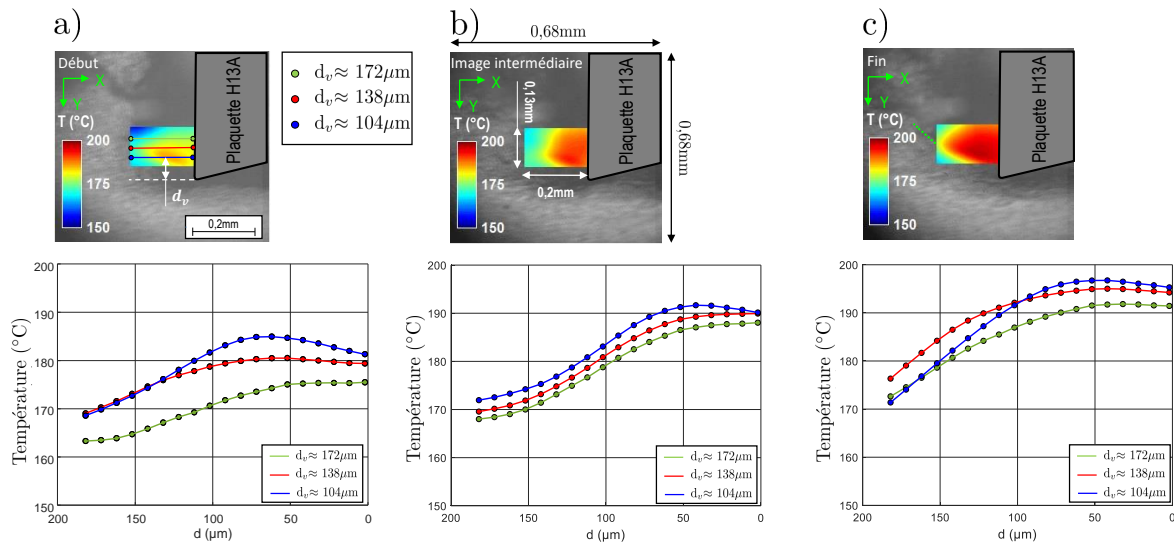 a)
Début
X
Y
T (°C)
200
175
150
Plaquette H13A
d_v
0,2mm
d_v≈ 172μm
d_v≈ 138μm
d_v≈ 104μm
b)
0,68mm
Image intermédiaire
X
Y
0,13mm
T (°C)
200
175
150
0,2mm
Plaquette H13A
0,68mm
c)
Fin
X
Y
T (°C)
200
175
150
Plaquette H13A
200
190
180
170
160
150
Température (°C)
200
150
100
50
0
d (μm)
d_v≈ 172μm
d_v≈ 138μm
d_v≈ 104μm
200
190
180
170
160
150
Température (°C)
200
150
100
50
0
d (μm)
d_v≈ 172μm
d_v≈ 138μm
d_v≈ 104μm
200
190
180
170
160
150
Température (°C)
200
150
100
50
0
d (μm)
d_v≈ 172μm
d_v≈ 138μm
d_v≈ 104μm